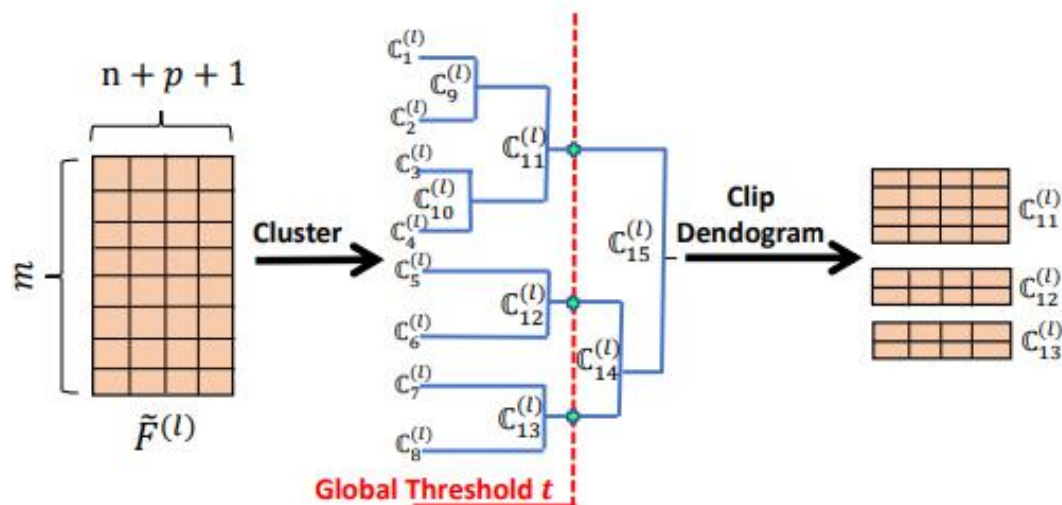 n + p + 1
m
F̃^(l)
Cluster
ℂ_1^(l)
ℂ_2^(l)
ℂ_3^(l)
ℂ_4^(l)
ℂ_5^(l)
ℂ_6^(l)
ℂ_7^(l)
ℂ_8^(l)
ℂ_9^(l)
ℂ_10^(l)
ℂ_11^(l)
ℂ_12^(l)
ℂ_13^(l)
ℂ_14^(l)
ℂ_15^(l)
Global Threshold t
Clip
Dendogram
ℂ_11^(l)
ℂ_12^(l)
ℂ_13^(l)